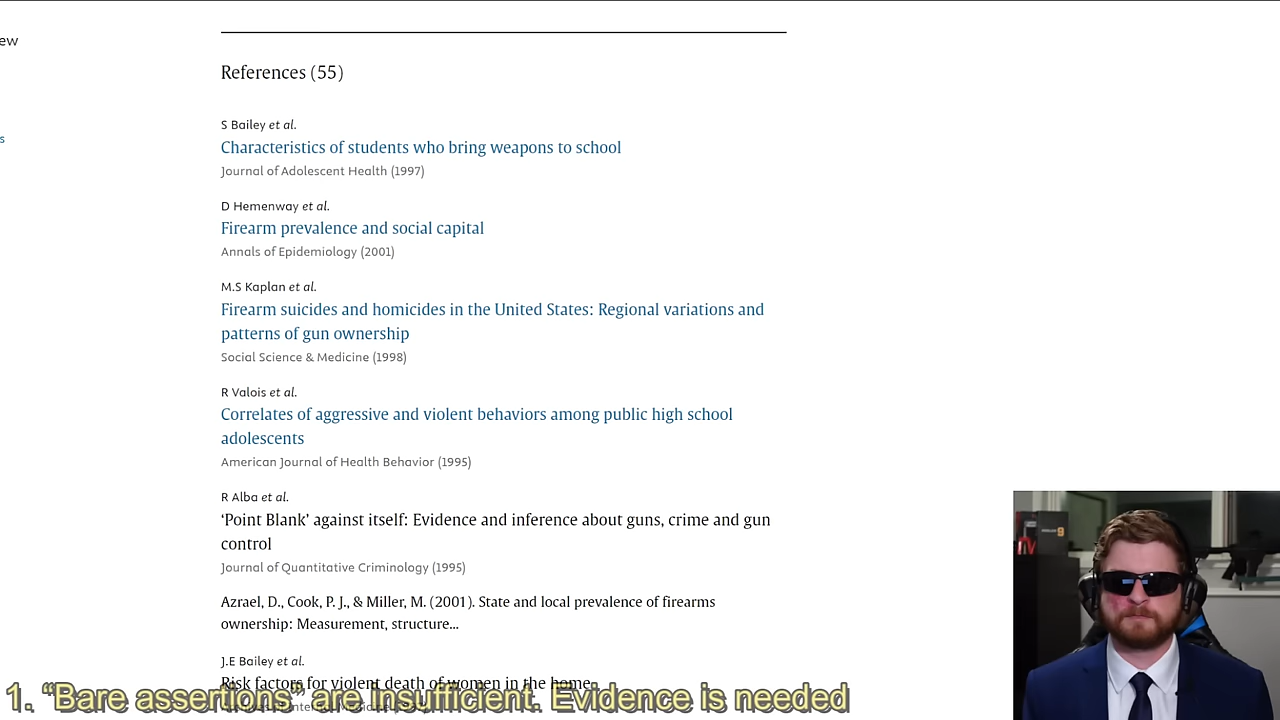 ew
s
References (55)
S Bailey et al.
Characteristics of students who bring weapons to school
Journal of Adolescent Health (1997)
D Hemenway et al.
Firearm prevalence and social capital
Annals of Epidemiology (2001)
M.S Kaplan et al.
Firearm suicides and homicides in the United States: Regional variations and
patterns of gun ownership
Social Science & Medicine (1998)
R Valois et al.
Correlates of aggressive and violent behaviors among public high school
adolescents
American Journal of Health Behavior (1995)
R Alba et al.
‘Point Blank’ against itself: Evidence and inference about guns, crime and gun
control
Journal of Quantitative Criminology (1995)
Azrael, D., Cook, P. J., & Miller, M. (2001). State and local prevalence of firearms
ownership: Measurement, structure...
J.E Bailey et al.
Risk factors for violent death of women in the home
1. “Bare assertions” are insufficient. Evidence is needed